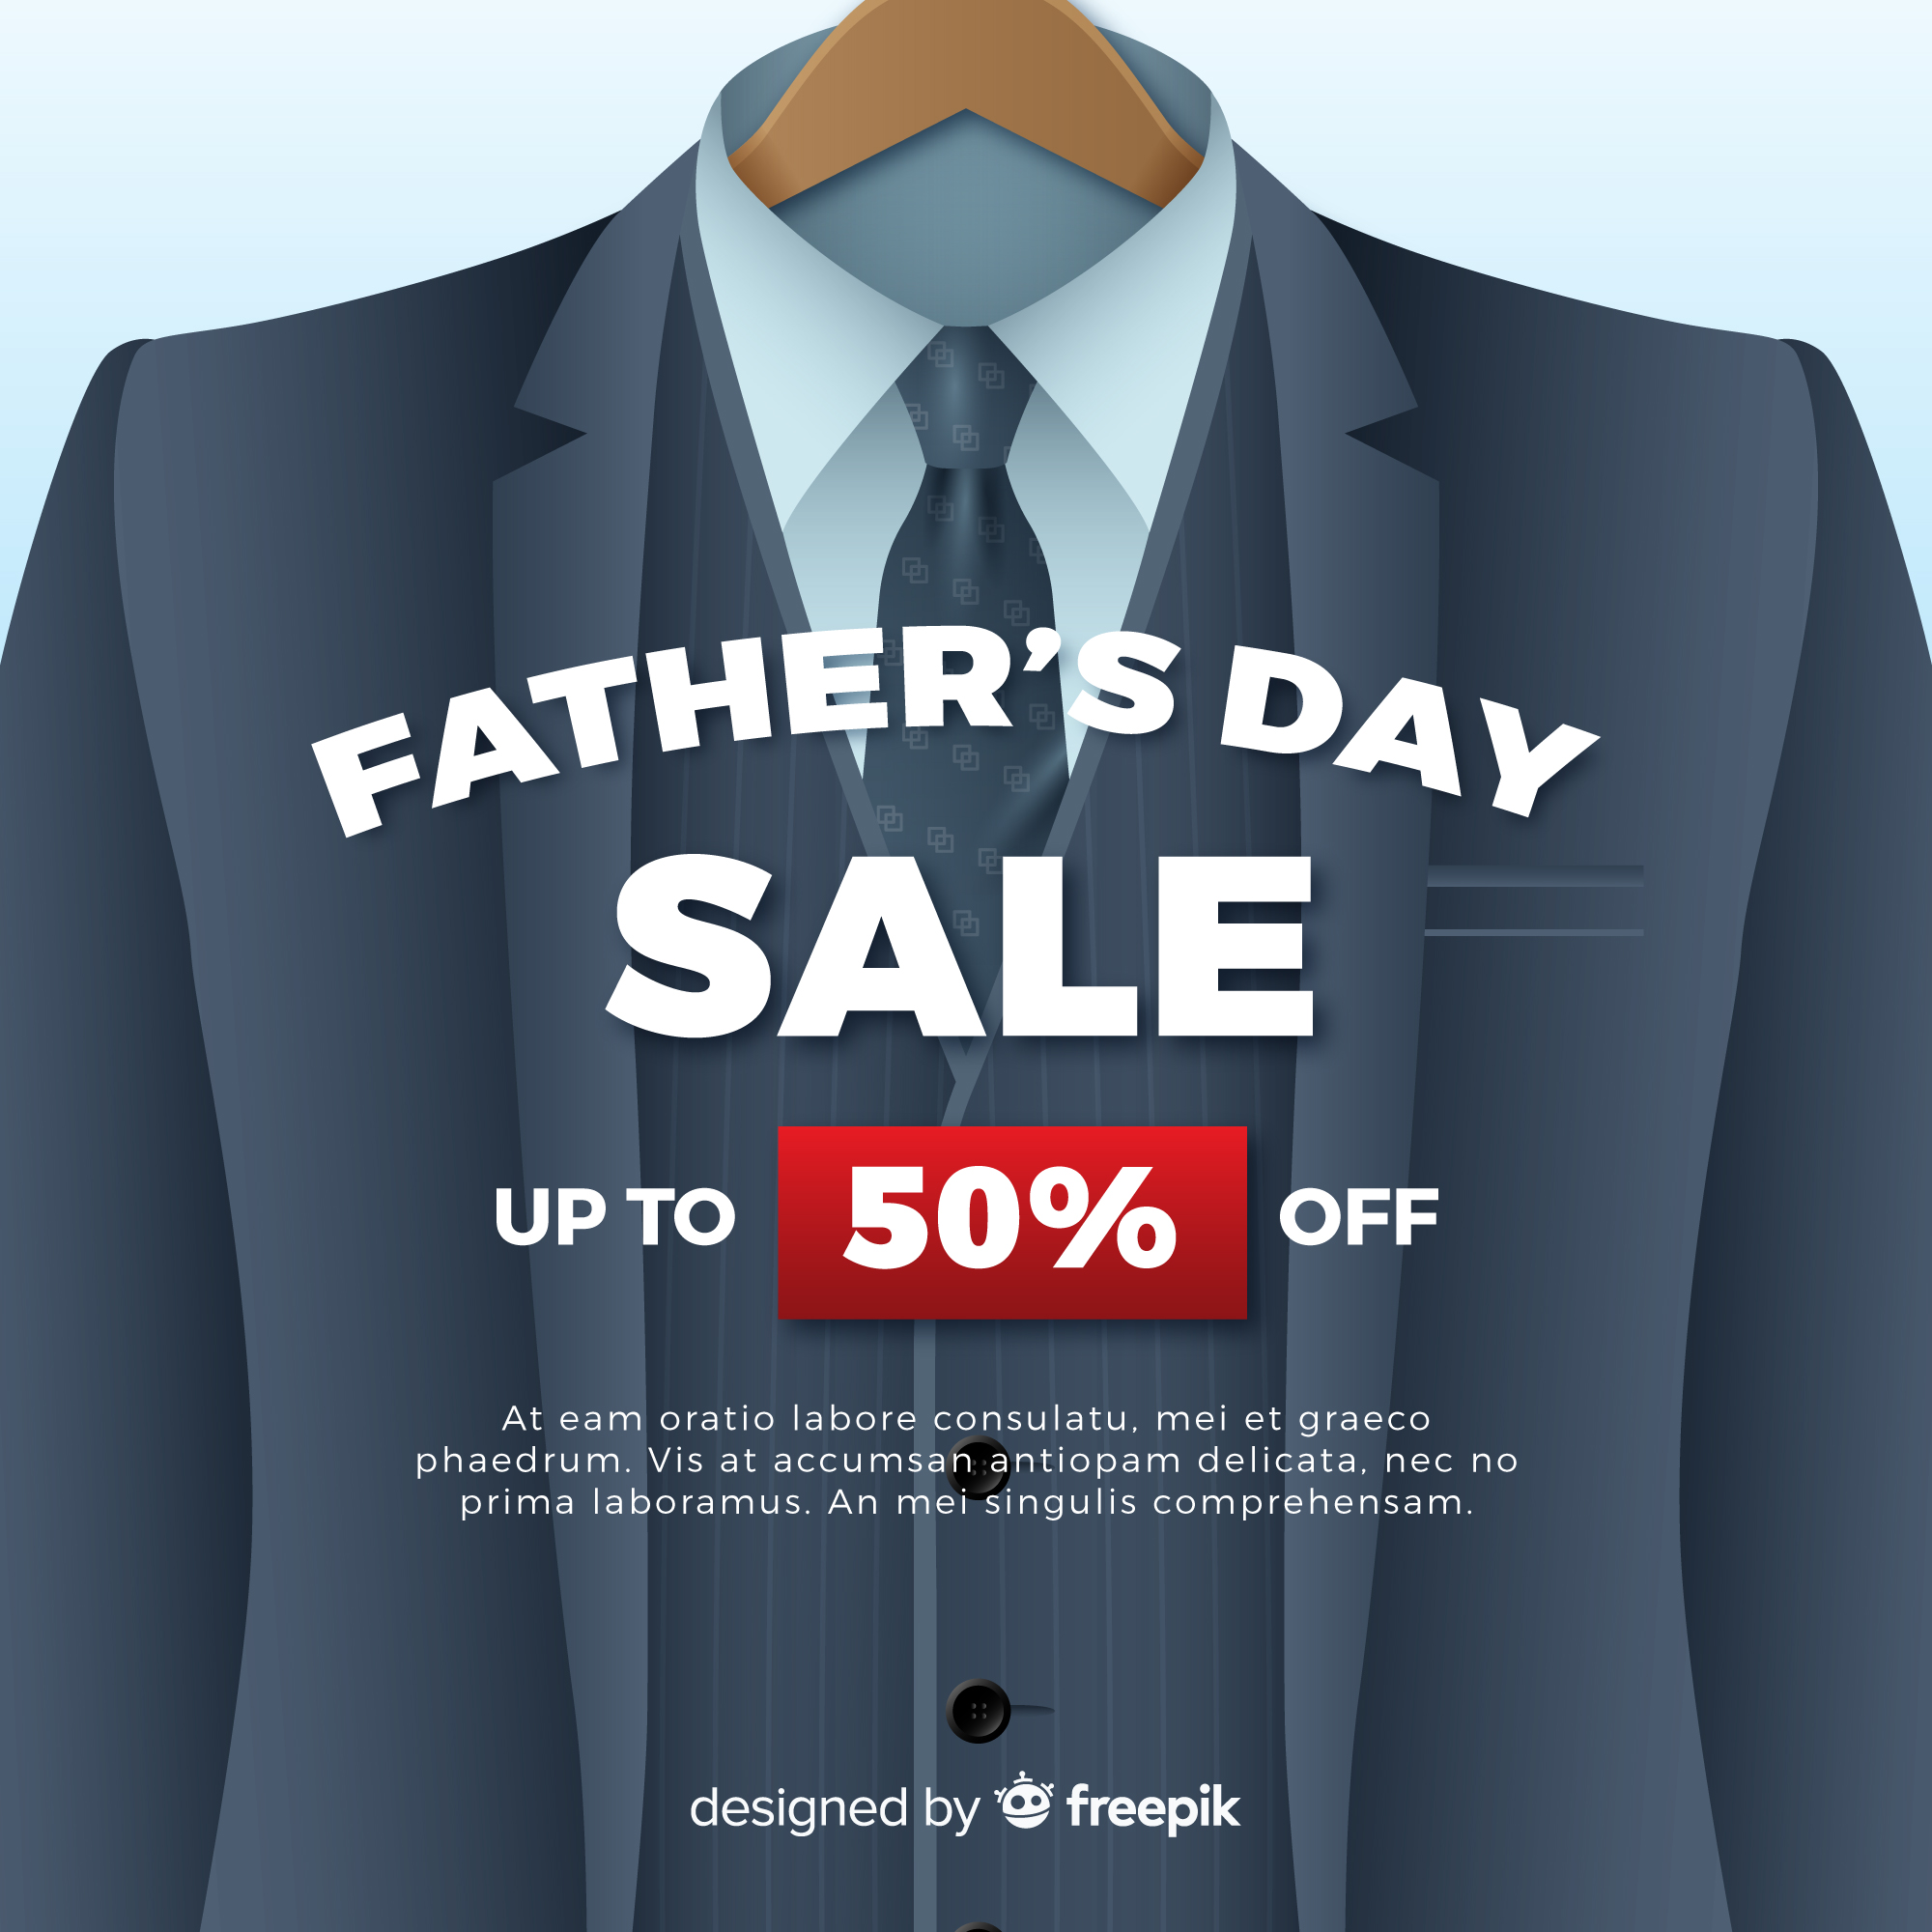 FATHER’S DAY
SALE
UP TO 50% OFF
At eam oratio labore consulatu, mei et graeco
phaedrum. Vis at accumsan antiopam delicata, nec no
prima laboramus. An mei singulis comprehensam.
designed by freepik